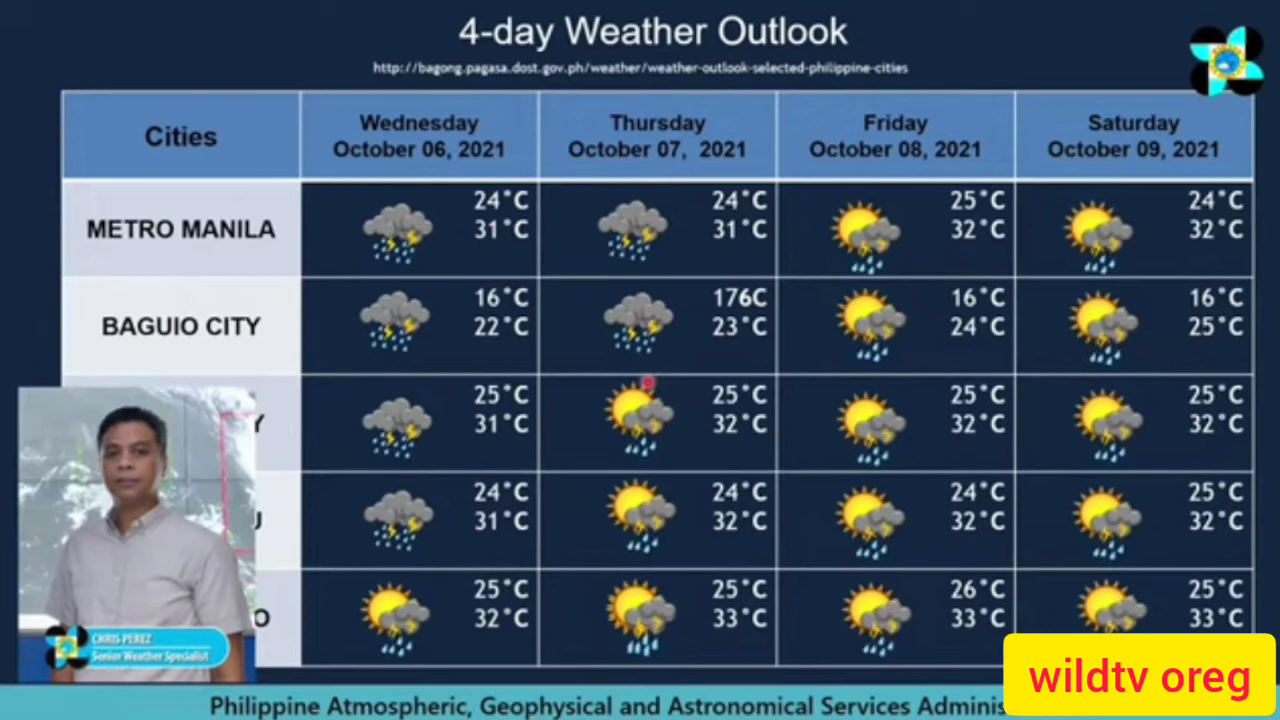 4-day Weather Outlook
http://bagong.pagasa.dost.gov.ph/weather/weather-outlook-selected-philippine-cities
Cities
Wednesday
October 06, 2021
Thursday
October 07, 2021
Friday
October 08, 2021
Saturday
October 09, 2021
METRO MANILA
24°C
31°C
24°C
31°C
25°C
32°C
24°C
32°C
BAGUIO CITY
16°C
22°C
176C
23°C
16°C
24°C
16°C
25°C
Y
25°C
31°C
25°C
32°C
25°C
32°C
25°C
32°C
U
24°C
31°C
24°C
32°C
24°C
32°C
25°C
32°C
O
25°C
32°C
25°C
33°C
26°C
33°C
25°C
33°C
CHRIS PEREZ
Senior Weather Specialist
wildtv oreg
Philippine Atmospheric, Geophysical and Astronomical Services Adminis